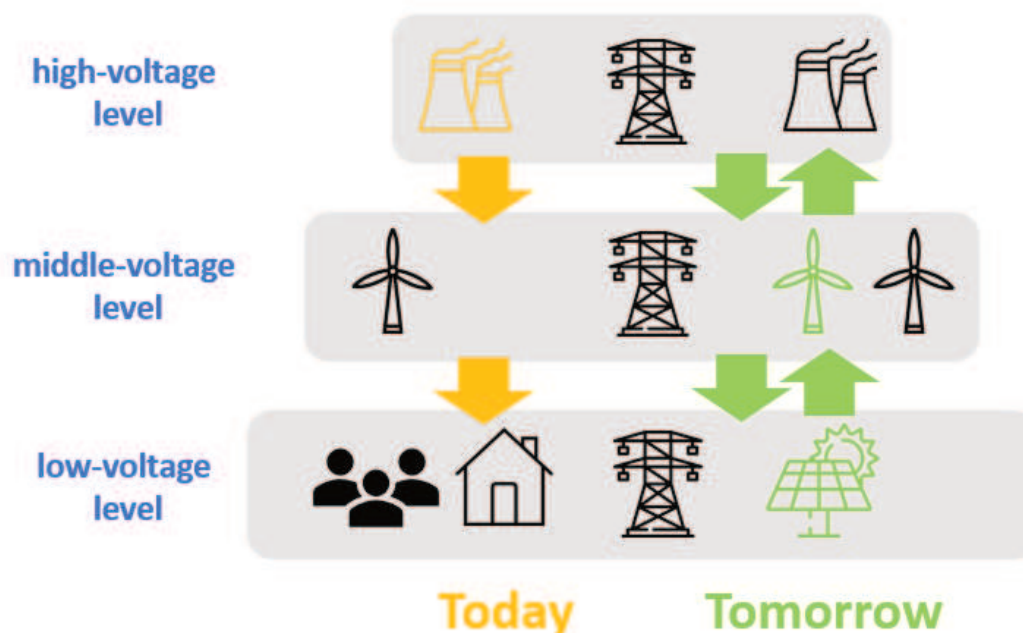 high-voltage
level
middle-voltage
level
low-voltage
level
Today
Tomorrow